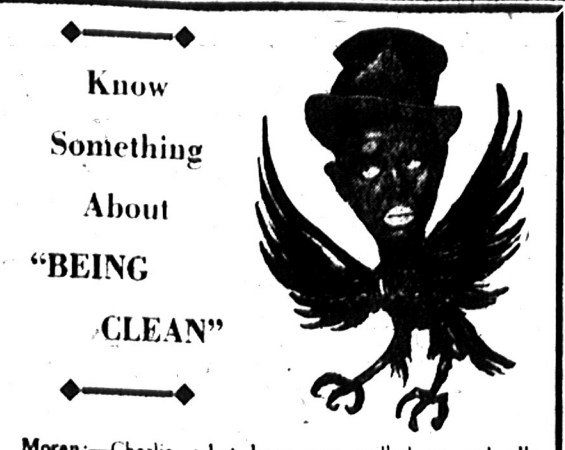 Know
Something
About
“BEING
CLEAN”
Moran:—Charlie